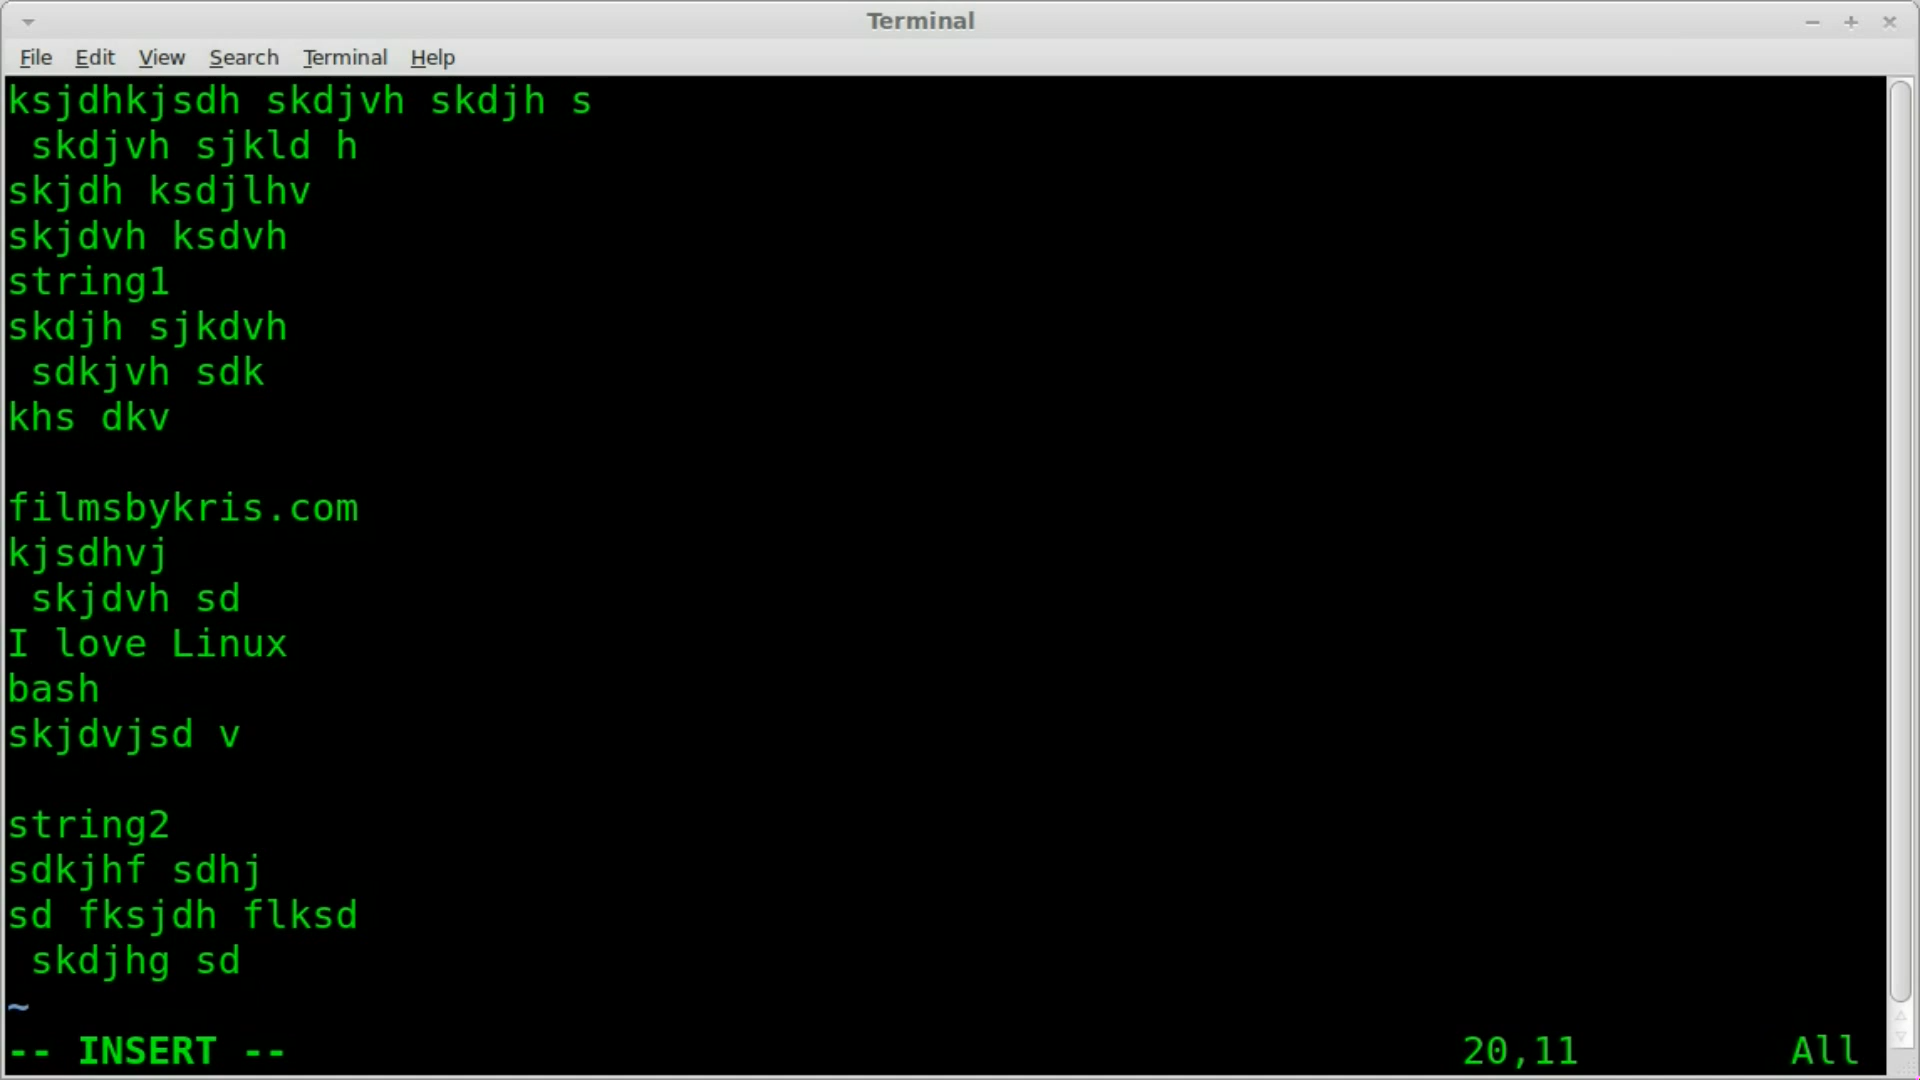 Terminal
File Edit View Search Terminal Help
ksjdhkjsdh skdjvh skdjh s
 skdjvh sjkld h
skjdh ksdjlhv
skjdvh ksdvh
string1
skdjh sjkdvh
 sdkjvh sdk
khs dkv

filmsbykris.com
kjsdhvj
 skjdvh sd
I love Linux
bash
skjdvjsd v

string2
sdkjhf sdhj
sd fksjdh flksd
 skdjhg sd
~
-- INSERT -- 20,11 All